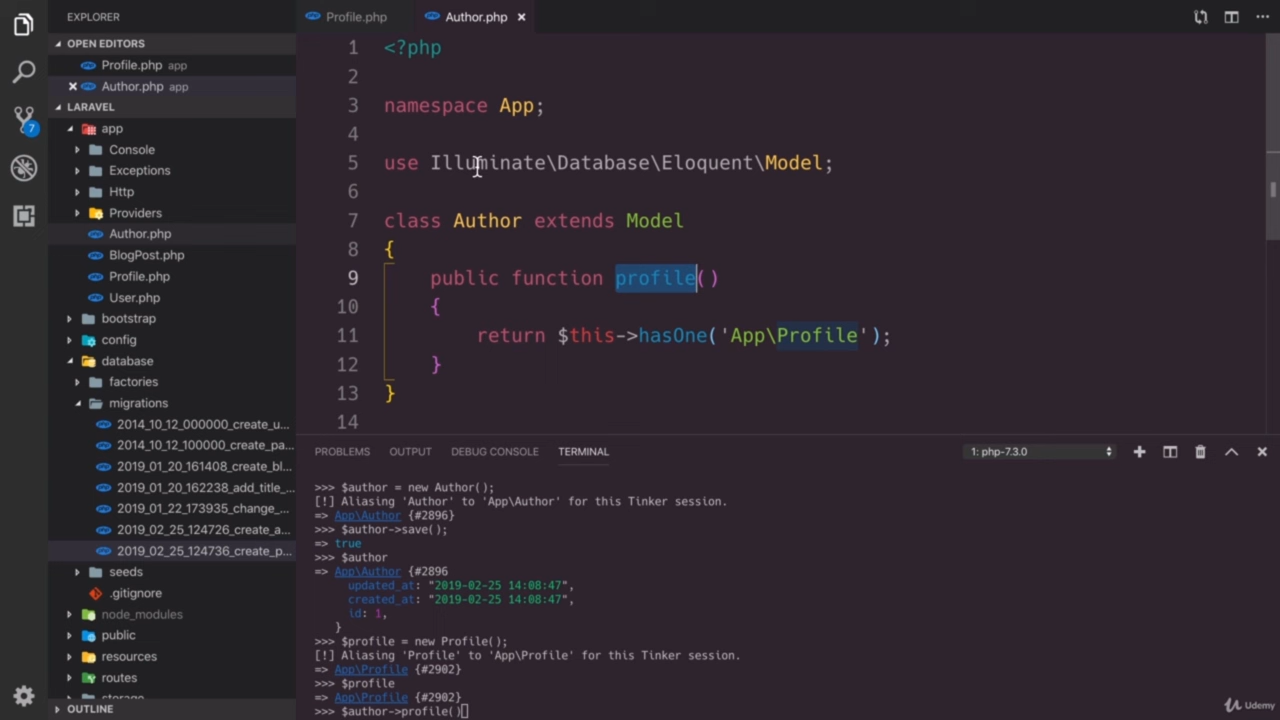 EXPLORER
OPEN EDITORS
Profile.php app
Author.php app
LARAVEL
app
Console
Exceptions
Http
Providers
Author.php
BlogPost.php
Profile.php
User.php
bootstrap
config
database
factories
migrations
2014_10_12_000000_create_u...
2014_10_12_100000_create_pa...
2019_01_20_161408_create_bl...
2019_01_20_162238_add_title_...
2019_01_22_173935_change_...
2019_02_25_124726_create_a...
2019_02_25_124736_create_p...
seeds
.gitignore
node_modules
public
resources
routes
storage
OUTLINE
7
Profile.php
Author.php
1 <?php
2
3 namespace App;
4
5 use Illuminate\Database\Eloquent\Model;
6
7 class Author extends Model
8 {
9 public function profile()
10 {
11 return $this->hasOne('App\Profile');
12 }
13 }
14
PROBLEMS OUTPUT DEBUG CONSOLE TERMINAL 1: php-7.3.0
>>> $author = new Author();
[!] Aliasing 'Author' to 'App\Author' for this Tinker session.
=> App\Author {#2896}
>>> $author->save();
=> true
>>> $author
=> App\Author {#2896
updated_at: "2019-02-25 14:08:47",
created_at: "2019-02-25 14:08:47",
id: 1,
}
>>> $profile = new Profile();
[!] Aliasing 'Profile' to 'App\Profile' for this Tinker session.
=> App\Profile {#2902}
>>> $profile
=> App\Profile {#2902}
>>> $author->profile()
Udemy